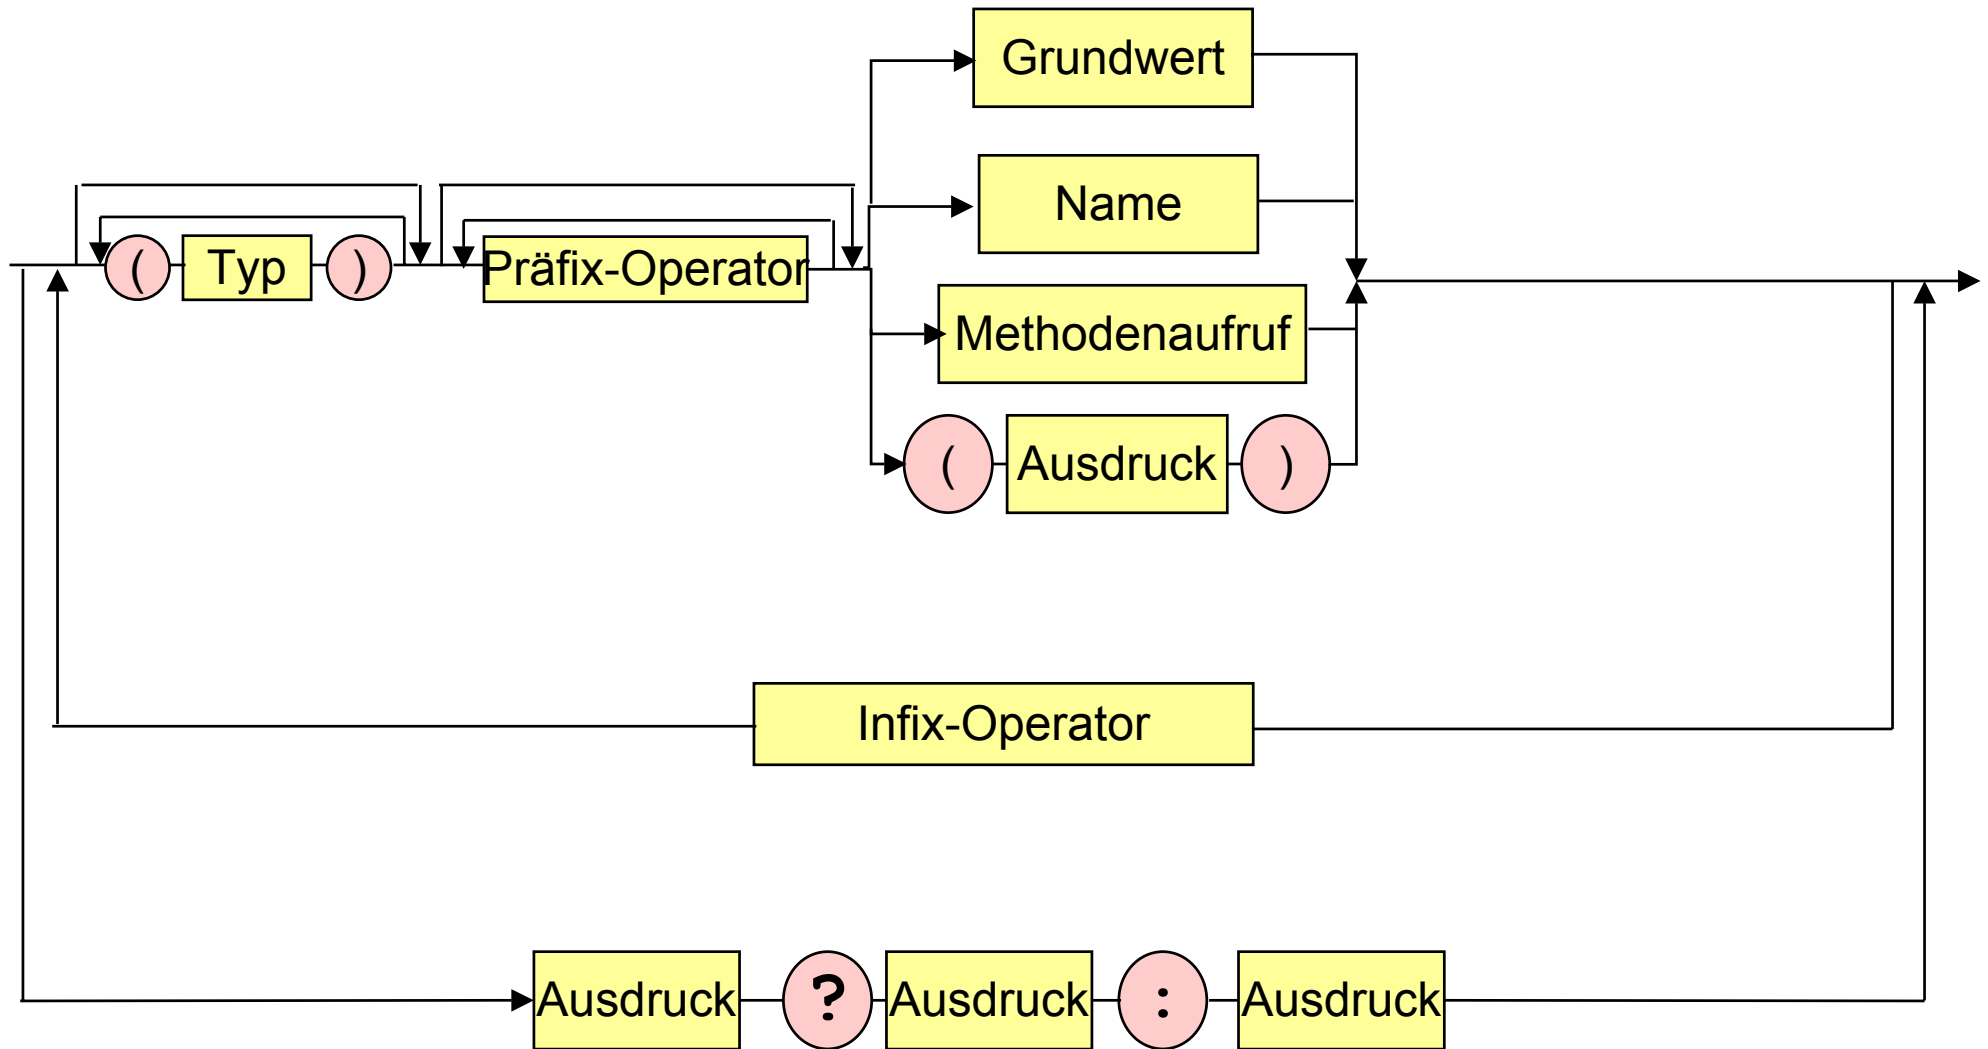 Grundwert
Name
( Typ ) Präfix-Operator
Methodenaufruf
( Ausdruck )
Infix-Operator
Ausdruck ? Ausdruck : Ausdruck